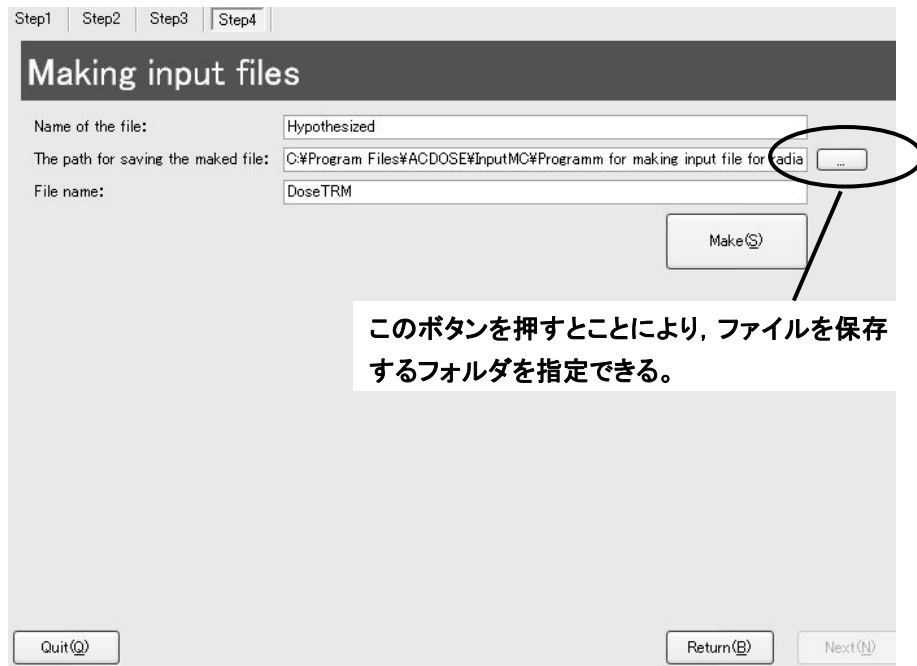 Step1 Step2 Step3 Step4
Making input files
Name of the file: Hypothesized
The path for saving the maked file: C:¥Program Files¥ACDOSE¥InputMC¥Programm for making input file for radia ...
File name: DoseTRM
Make(S)
このボタンを押すとことにより, ファイルを保存
するフォルダを指定できる。
Quit(Q) Return(B) Next(N)